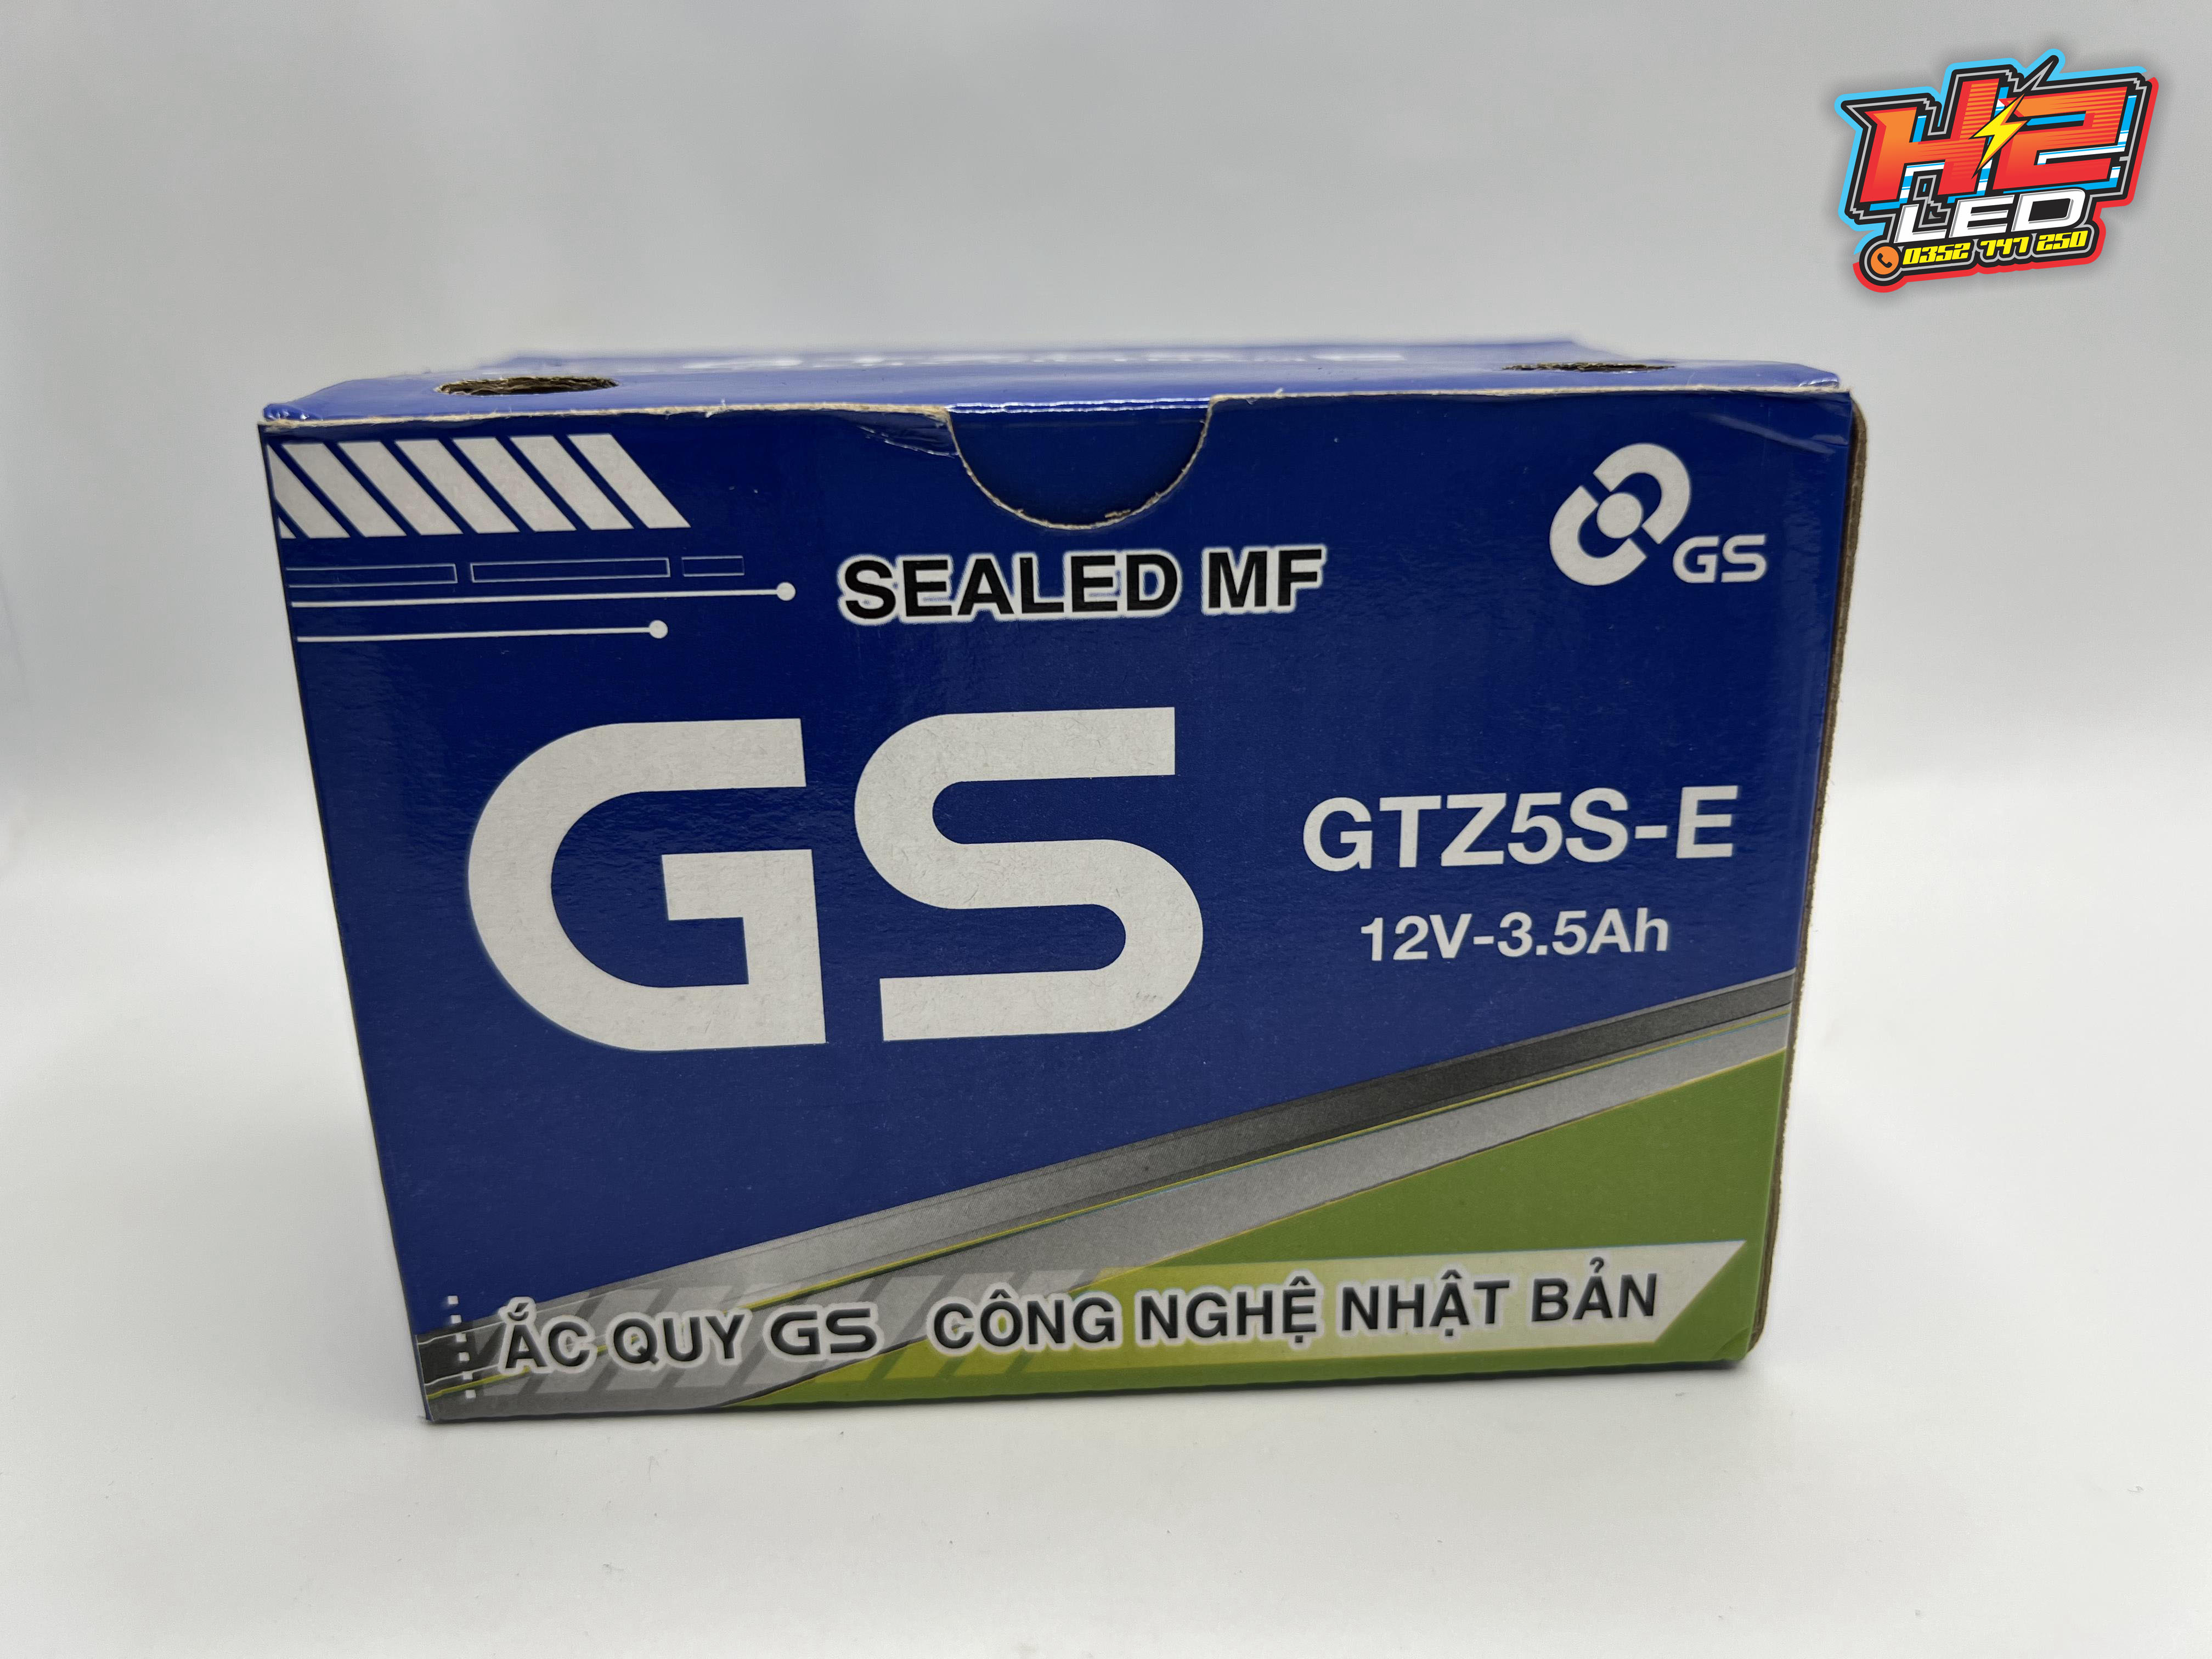 H2
LED
0352 747 250
GS
SEALED MF
GS
GTZ5S-E
12V-3.5Ah
ẮC QUY GS CÔNG NGHỆ NHẬT BẢN